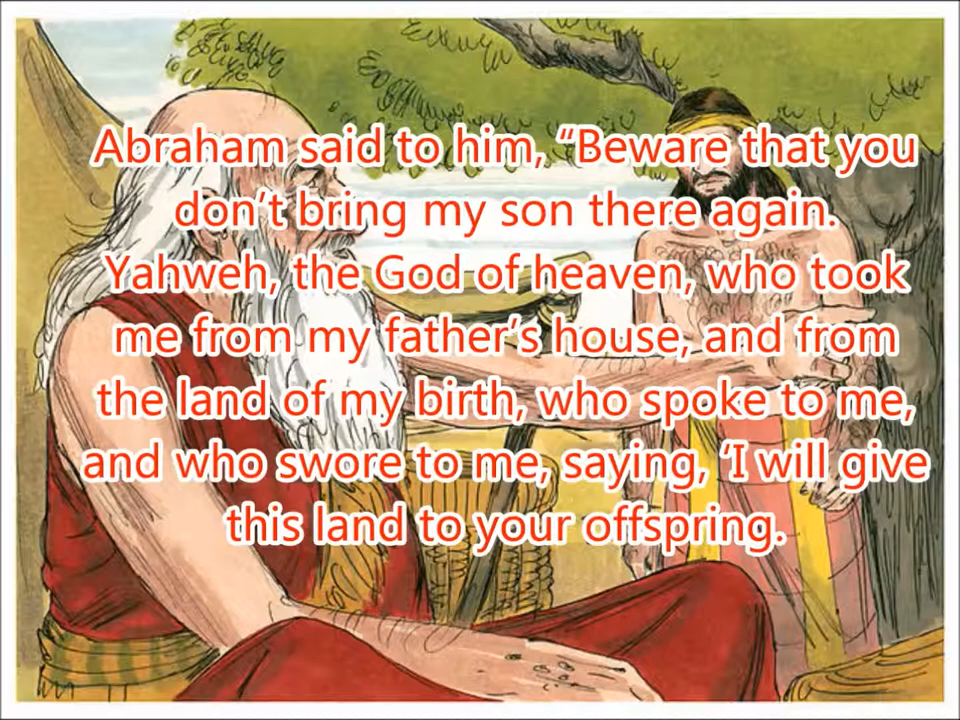 Abraham said to him, “Beware that you
don’t bring my son there again.
Yahweh, the God of heaven, who took
me from my father’s house, and from
the land of my birth, who spoke to me,
and who swore to me, saying, ‘I will give
this land to your offspring.